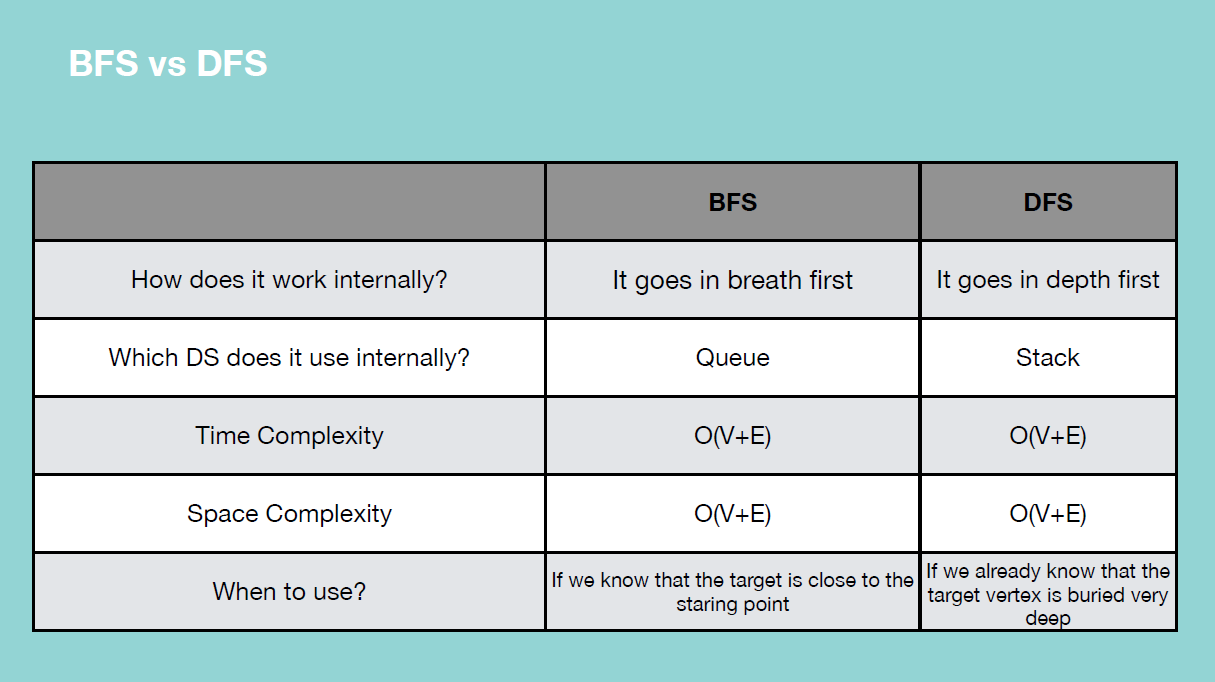 BFS vs DFS
BFS
DFS
How does it work internally?
It goes in breath first
It goes in depth first
Which DS does it use internally?
Queue
Stack
Time Complexity
O(V+E)
O(V+E)
Space Complexity
O(V+E)
O(V+E)
When to use?
If we know that the target is close to the
staring point
If we already know that the
target vertex is buried very
deep